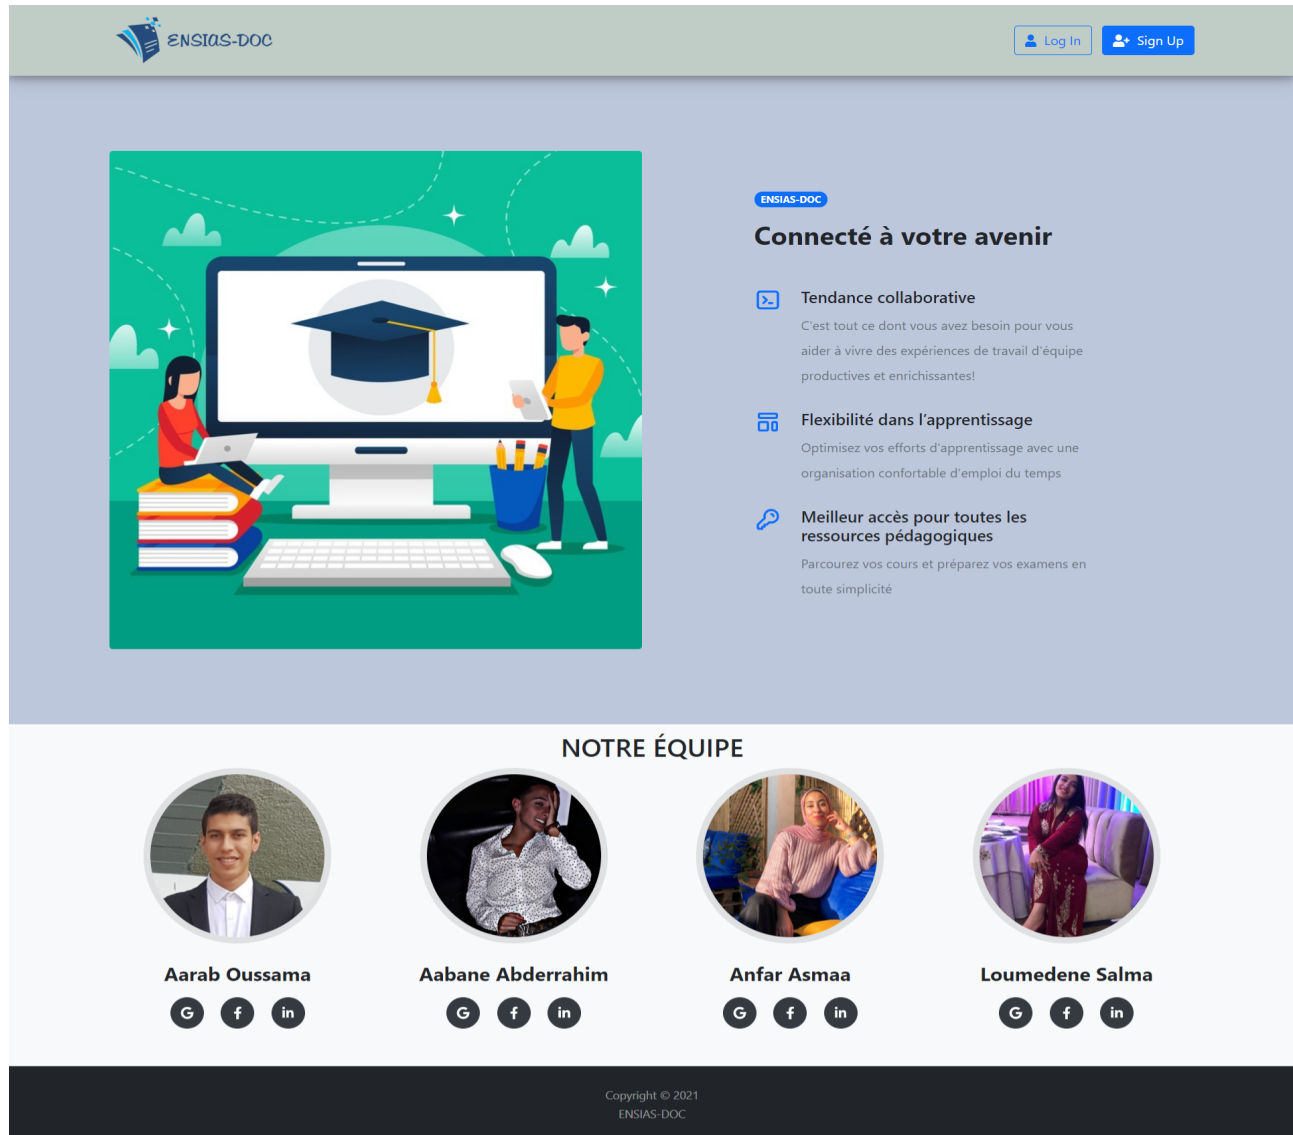 ENSIAS-DOC
Log In
Sign Up
ENSIAS-DOC
Connecté à votre avenir
Tendance collaborative
C'est tout ce dont vous avez besoin pour vous
aider à vivre des expériences de travail d'équipe
productives et enrichissantes!
Flexibilité dans l'apprentissage
Optimisez vos efforts d'apprentissage avec une
organisation confortable d'emploi du temps
Meilleur accès pour toutes les
ressources pédagogiques
Parcourez vos cours et préparez vos examens en
toute simplicité
NOTRE ÉQUIPE
Aarab Oussama
Aabane Abderrahim
Anfar Asmaa
Loumedene Salma
Copyright © 2021
ENSIAS-DOC